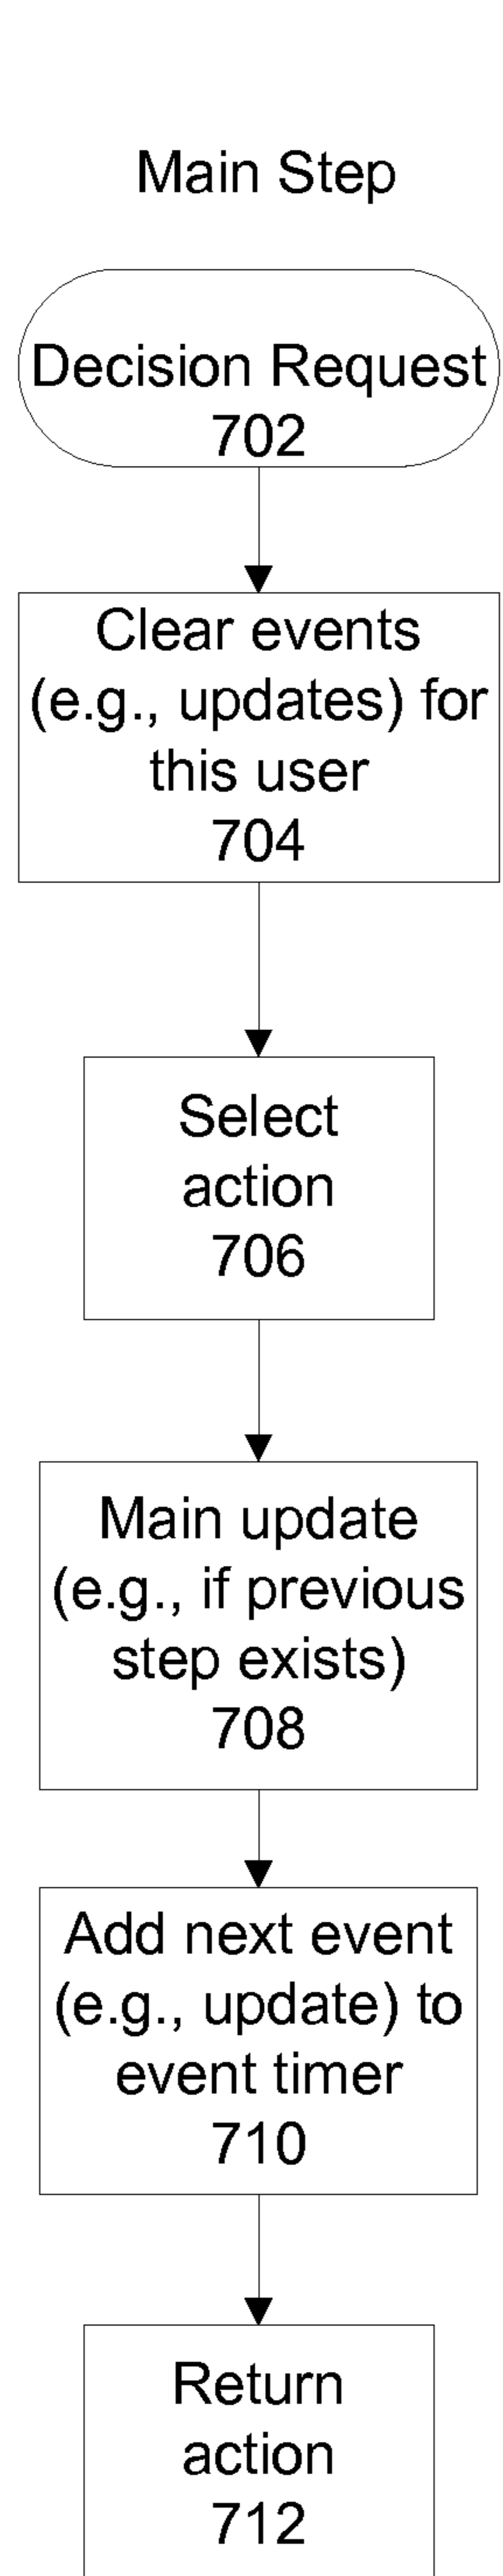 Main Step
Decision Request
702
Clear events
(e.g., updates) for
this user
704
Select
action
706
Main update
(e.g., if previous
step exists)
708
Add next event
(e.g., update) to
event timer
710
Return
action
712